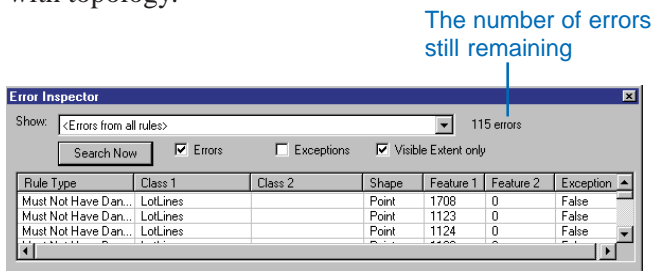 with topology.
The number of errors
still remaining
Error Inspector
Show: <Errors from all rules> 115 errors
Search Now Errors Exceptions Visible Extent only
Rule Type Class 1 Class 2 Shape Feature 1 Feature 2 Exception
Must Not Have Dan... LotLines Point 1708 0 False
Must Not Have Dan... LotLines Point 1123 0 False
Must Not Have Dan... LotLines Point 1124 0 False